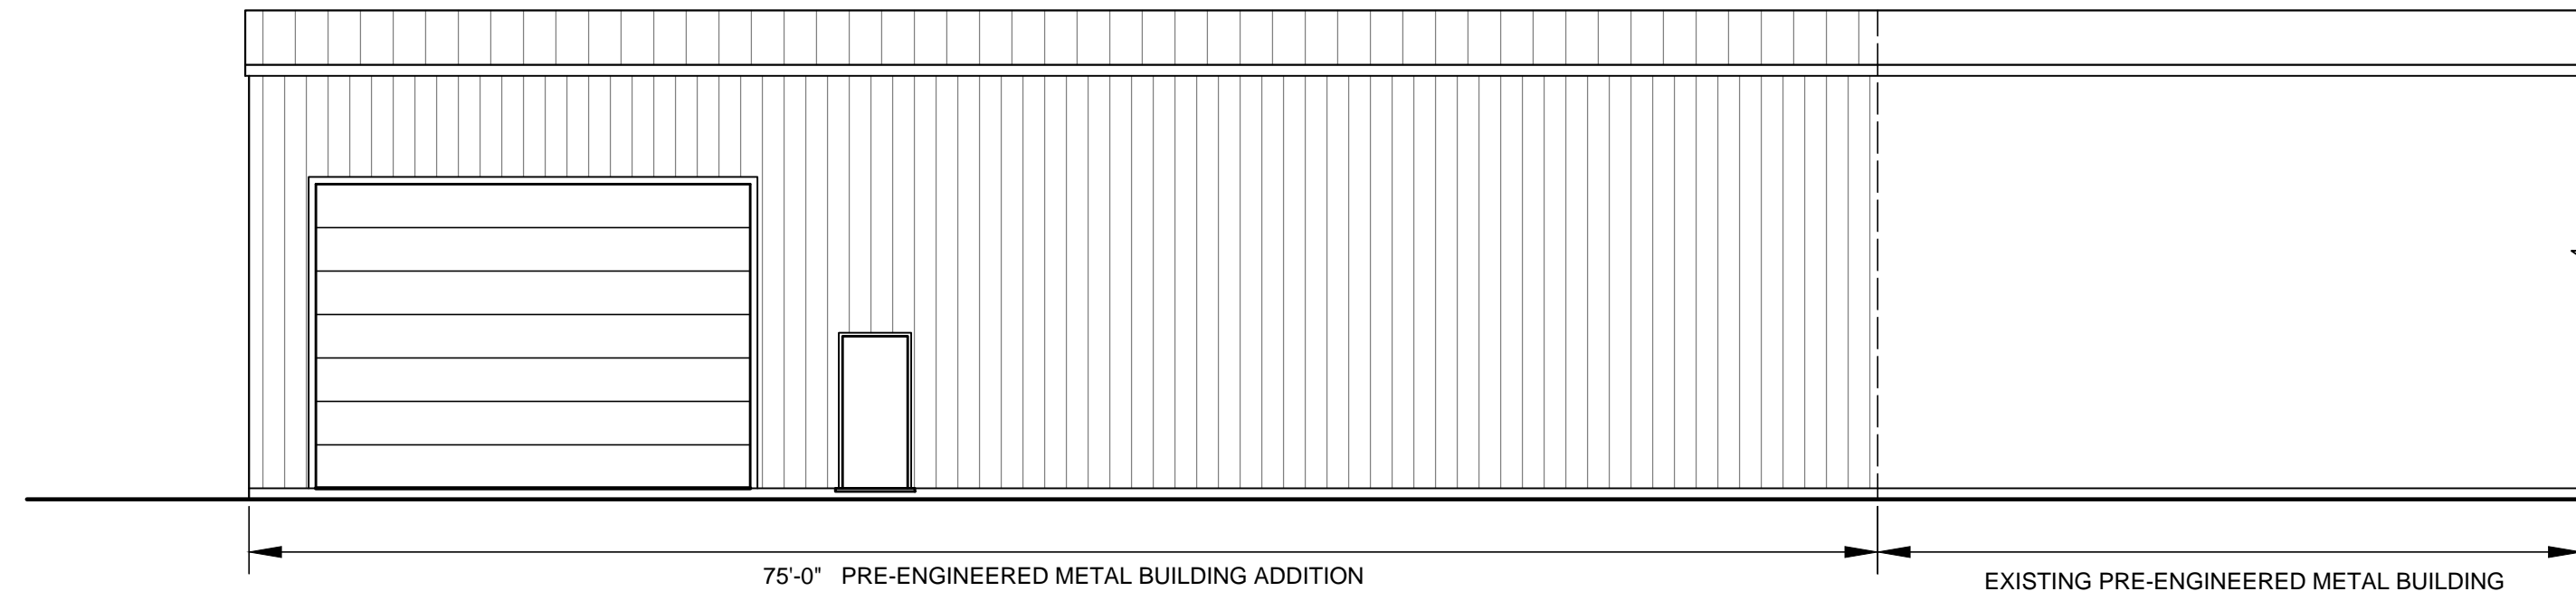 75'-0" PRE-ENGINEERED METAL BUILDING ADDITION
EXISTING PRE-ENGINEERED METAL BUILDING